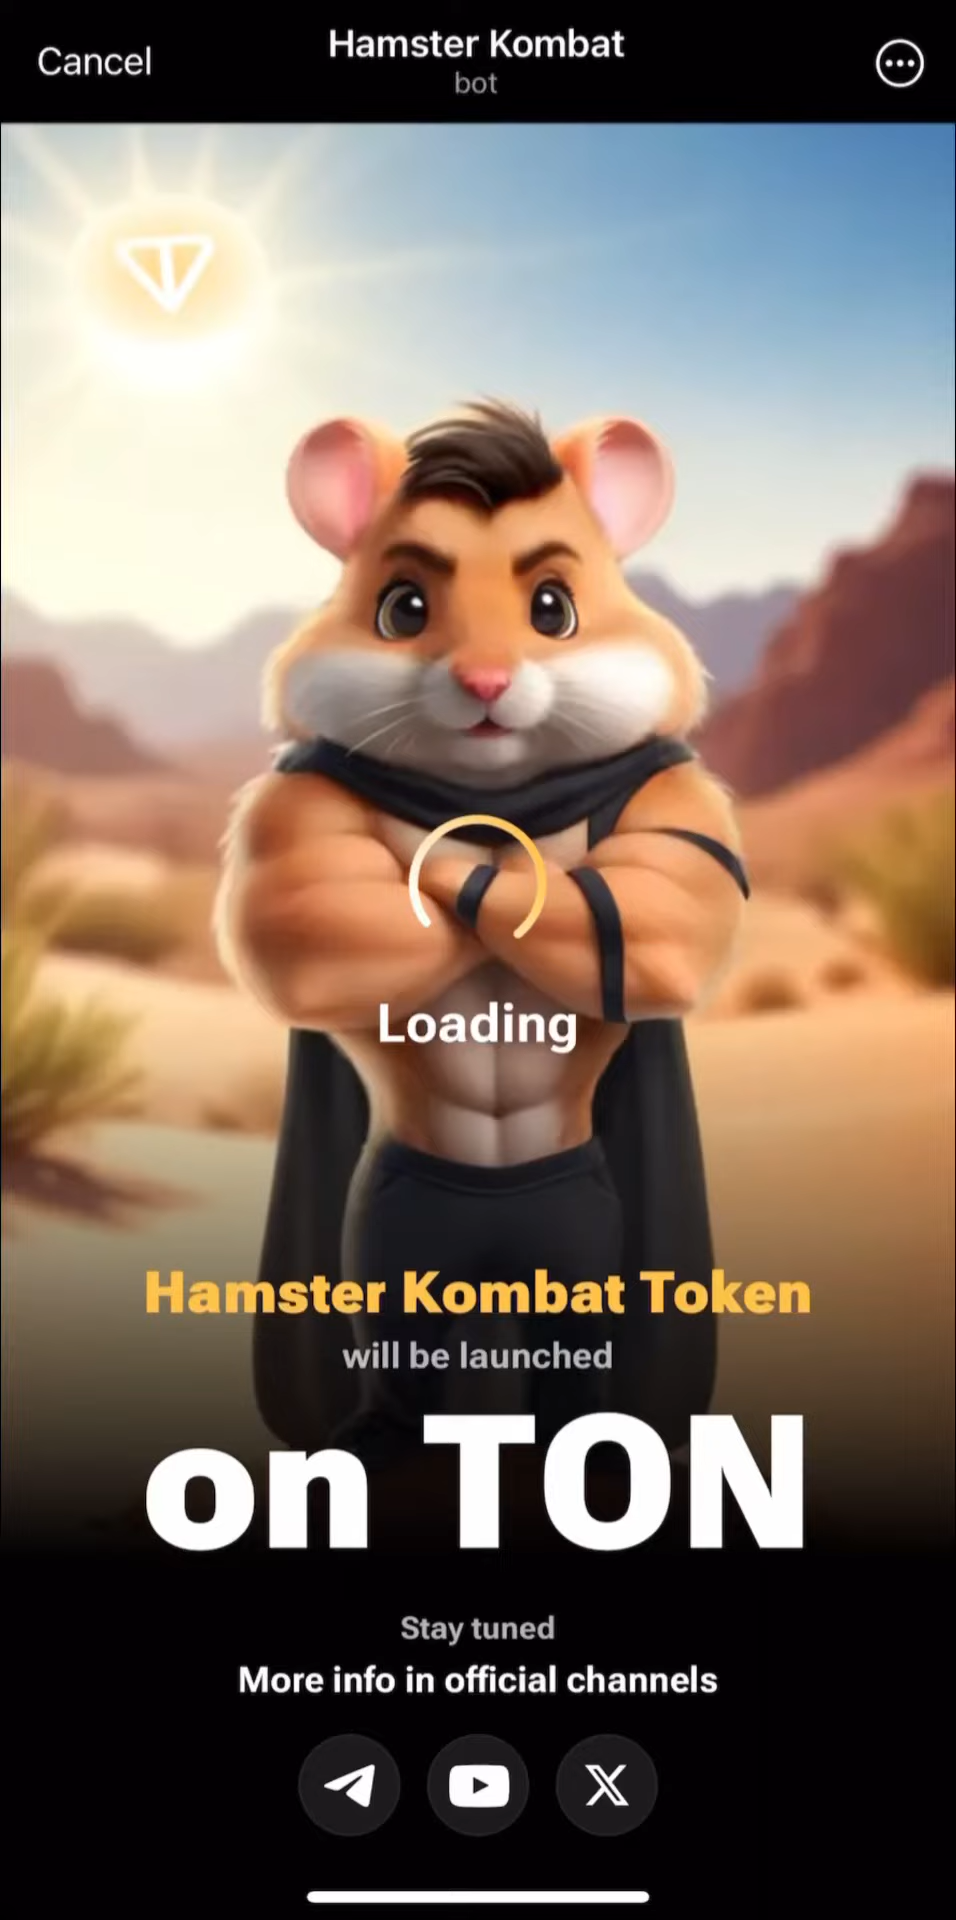 Cancel
Hamster Kombat
bot
Loading
Hamster Kombat Token
will be launched
on TON
Stay tuned
More info in official channels